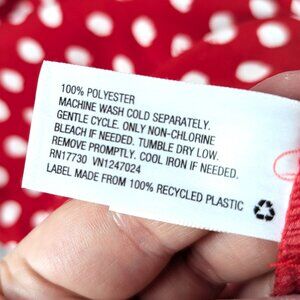 100% POLYESTER
MACHINE WASH COLD SEPARATELY.
GENTLE CYCLE. ONLY NON-CHLORINE
BLEACH IF NEEDED. TUMBLE DRY LOW.
REMOVE PROMPTLY. COOL IRON IF NEEDED.
RN17730 VN1247024
LABEL MADE FROM 100% RECYCLED PLASTIC